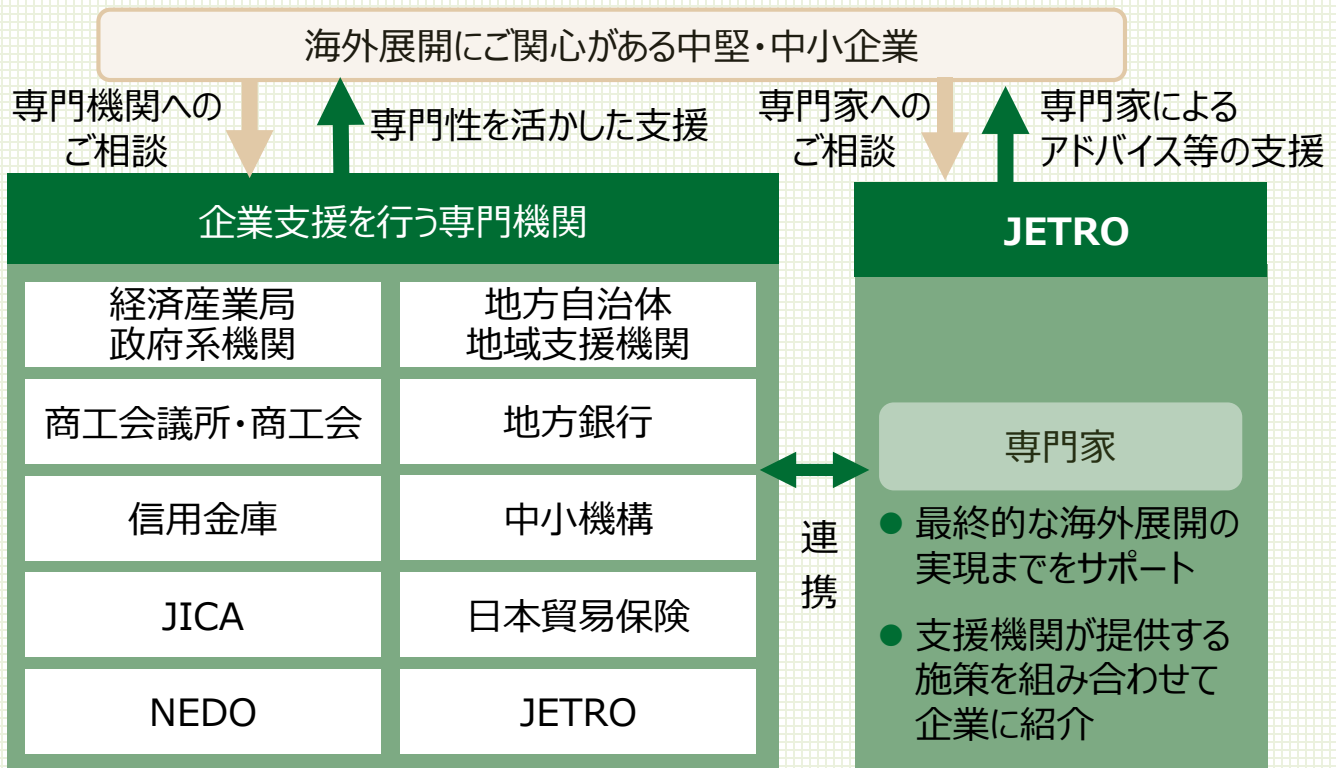 海外展開にご関心がある中堅・中小企業
専門機関への
ご相談
専門性を活かした支援
専門家への
ご相談
専門家による
アドバイス等の支援
企業支援を行う専門機関
経済産業局
政府系機関
地方自治体
地域支援機関
商工会議所・商工会
地方銀行
信用金庫
中小機構
JICA
日本貿易保険
NEDO
JETRO
連
携
JETRO
専門家
● 最終的な海外展開の
実現までをサポート
● 支援機関が提供する
施策を組み合わせて
企業に紹介